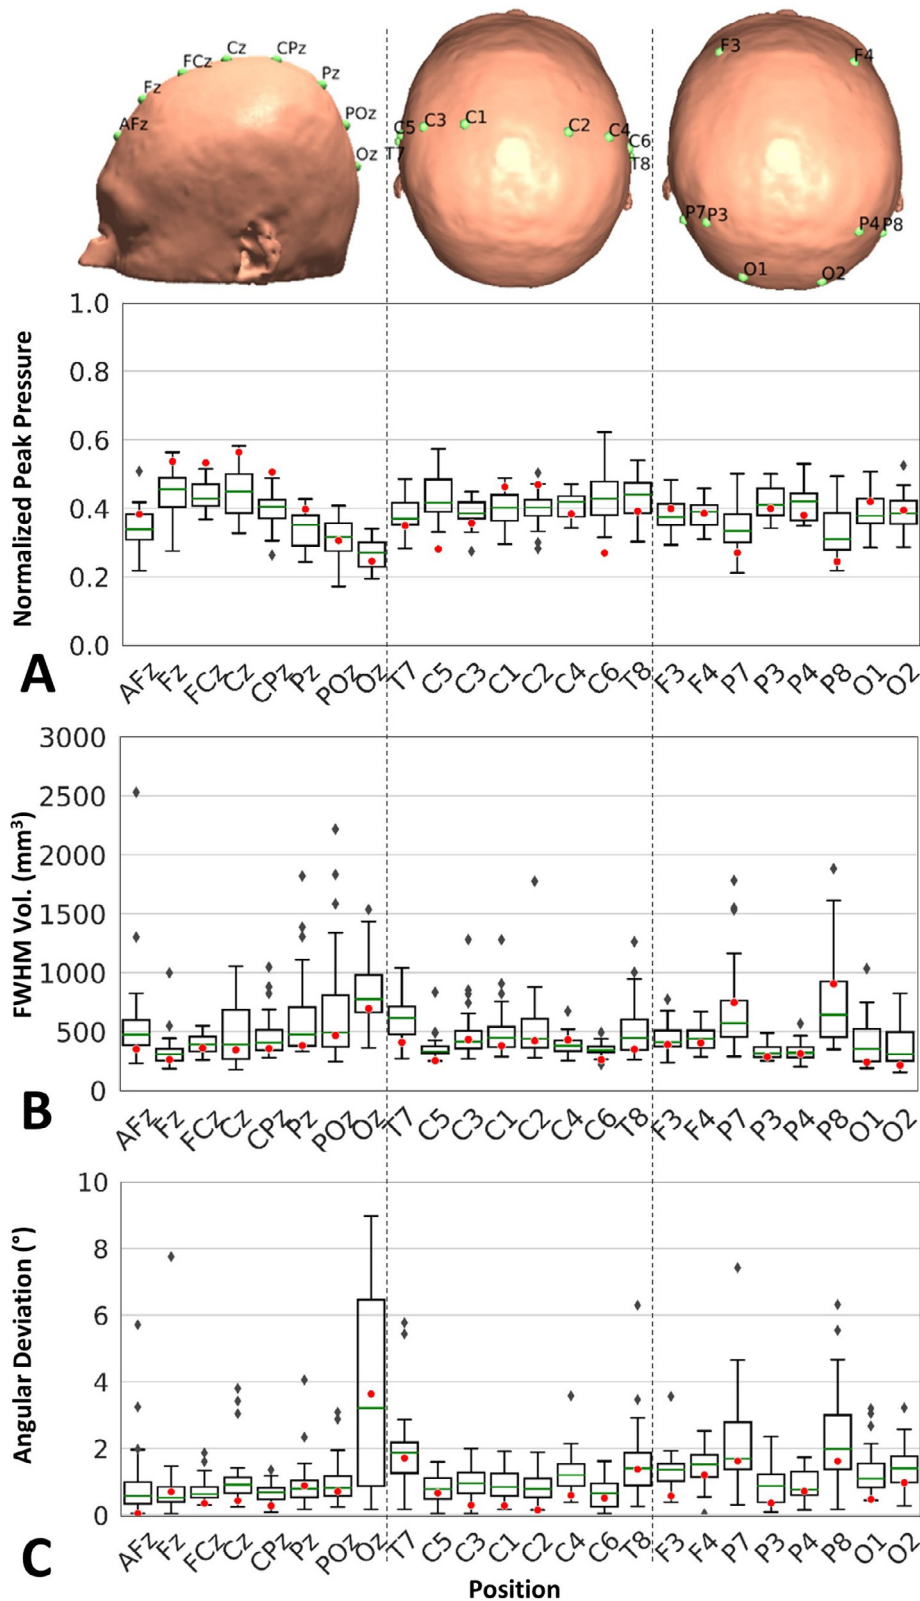 Cz CPz
FCz
Fz Pz
AFz POz
Oz
C5 C3 C1 C2 C4 C6
T7 T8
F3 F4
P7 P3 P4 P8
O1 O2
Normalized Peak Pressure
1.0
0.8
0.6
0.4
0.2
0.0
A
AFz Fz FCz Cz CPz Pz POz Oz T7 C5 C3 C1 C2 C4 C6 T8 F3 F4 P7 P3 P4 P8 O1 O2
FWHM Vol. (mm³)
3000
2500
2000
1500
1000
500
0
B
AFz Fz FCz Cz CPz Pz POz Oz T7 C5 C3 C1 C2 C4 C6 T8 F3 F4 P7 P3 P4 P8 O1 O2
Angular Deviation (°)
10
8
6
4
2
0
C
AFz Fz FCz Cz CPz Pz POz Oz T7 C5 C3 C1 C2 C4 C6 T8 F3 F4 P7 P3 P4 P8 O1 O2
Position